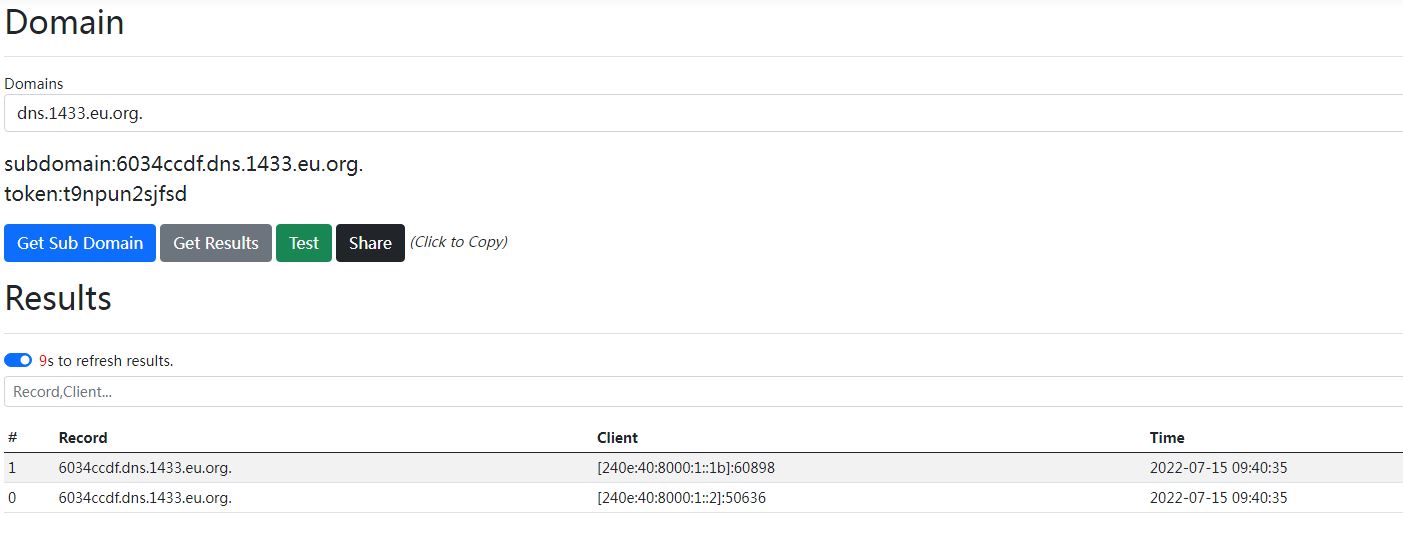 Domain
Domains
dns.1433.eu.org.
subdomain:6034ccdf.dns.1433.eu.org.
token:t9npun2sjfsd
Get Sub Domain Get Results Test Share (Click to Copy)
Results
9s to refresh results.
Record,Client...
# Record Client Time
1 6034ccdf.dns.1433.eu.org. [240e:40:8000:1::1b]:60898 2022-07-15 09:40:35
0 6034ccdf.dns.1433.eu.org. [240e:40:8000:1::2]:50636 2022-07-15 09:40:35